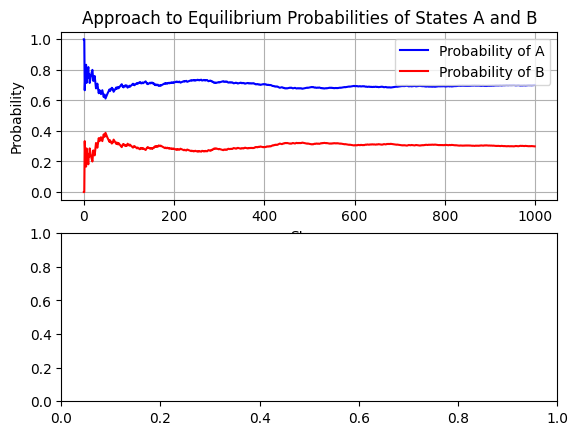 Approach to Equilibrium Probabilities of States A and B
1.0
0.8
0.6
0.4
0.2
0.0
Probability
Probability of A
Probability of B
0 200 400 600 800 1000
1.0
0.8
0.6
0.4
0.2
0.0
0.0 0.2 0.4 0.6 0.8 1.0